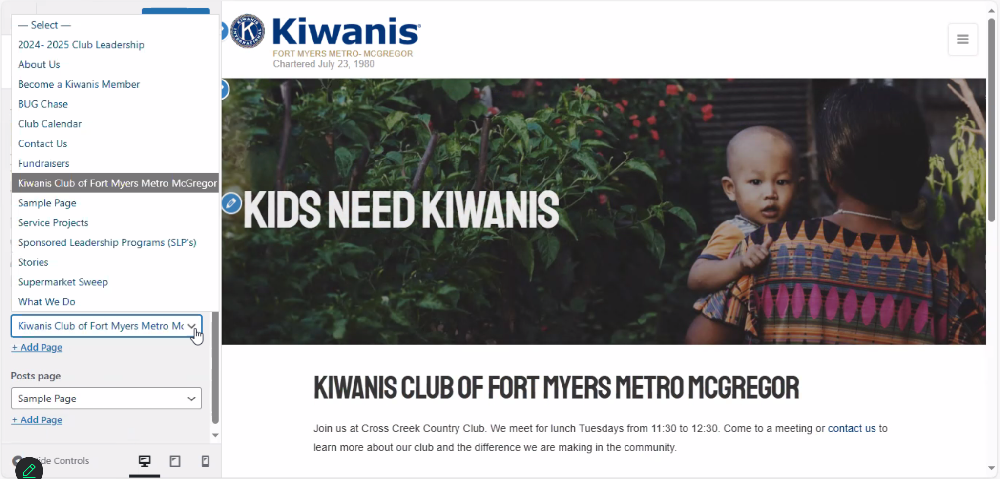 — Select —
2024- 2025 Club Leadership
About Us
Become a Kiwanis Member
BUG Chase
Club Calendar
Contact Us
Fundraisers
Kiwanis Club of Fort Myers Metro McGregor
Sample Page
Service Projects
Sponsored Leadership Programs (SLP's)
Stories
Supermarket Sweep
What We Do
Kiwanis Club of Fort Myers Metro Mc
+ Add Page
Posts page
Sample Page
+ Add Page
ide Controls
KIWANIS
K
INTERNATIONAL
Kiwanis®
FORT MYERS METRO- MCGREGOR
Chartered July 23, 1980
KIDS NEED KIWANIS
KIWANIS CLUB OF FORT MYERS METRO MCGREGOR
Join us at Cross Creek Country Club. We meet for lunch Tuesdays from 11:30 to 12:30. Come to a meeting or contact us to
learn more about our club and the difference we are making in the community.